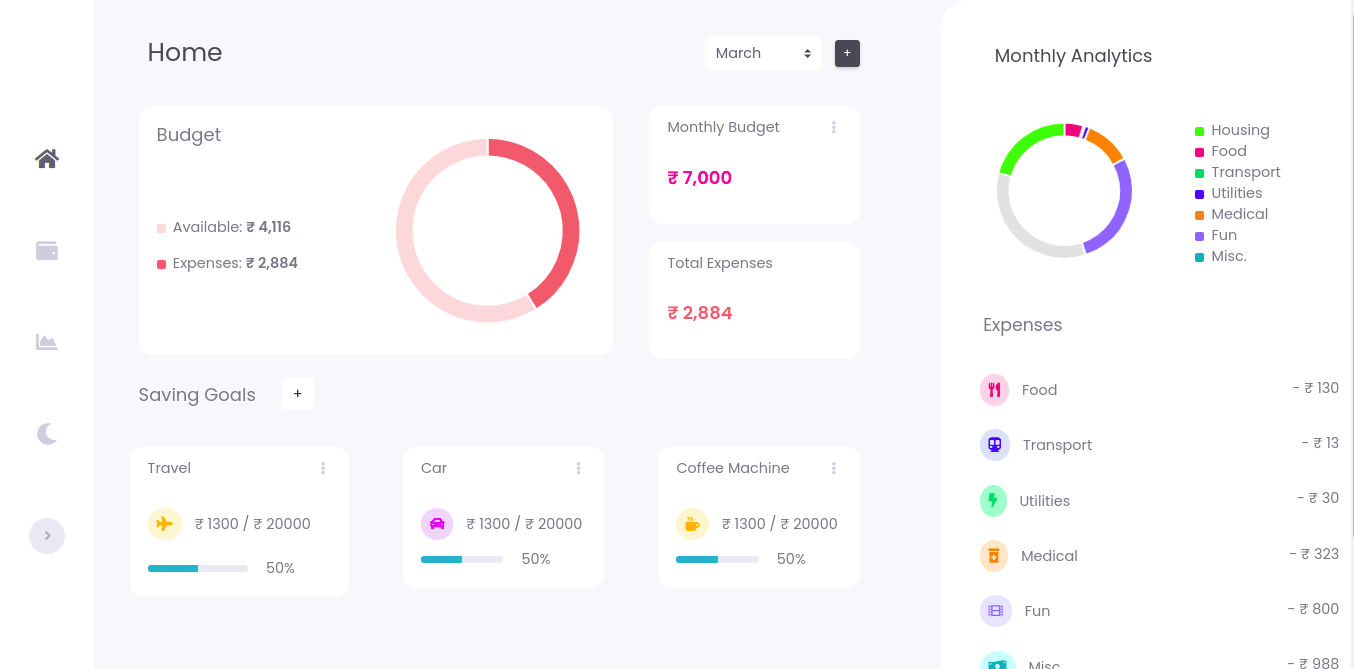 Home
March
+
Budget
Available: ₹ 4,116
Expenses: ₹ 2,884
Monthly Budget
₹ 7,000
Total Expenses
₹ 2,884
Saving Goals
+
Travel
₹ 1300 / ₹ 20000
50%
Car
₹ 1300 / ₹ 20000
50%
Coffee Machine
₹ 1300 / ₹ 20000
50%
Monthly Analytics
Housing
Food
Transport
Utilities
Medical
Fun
Misc.
Expenses
Food - ₹ 130
Transport - ₹ 13
Utilities - ₹ 30
Medical - ₹ 323
Fun - ₹ 800
Misc - ₹ 988